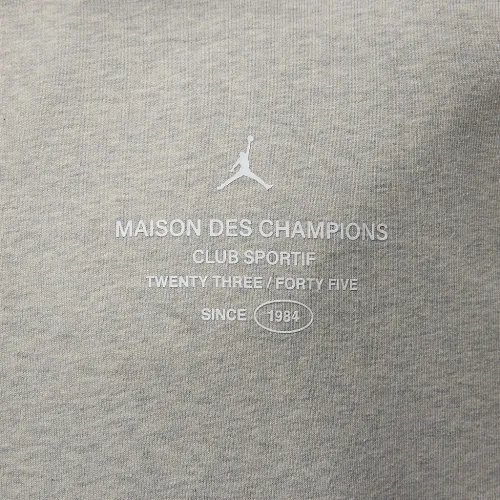 MAISON DES CHAMPIONS
CLUB SPORTIF
TWENTY THREE / FORTY FIVE
SINCE 1984